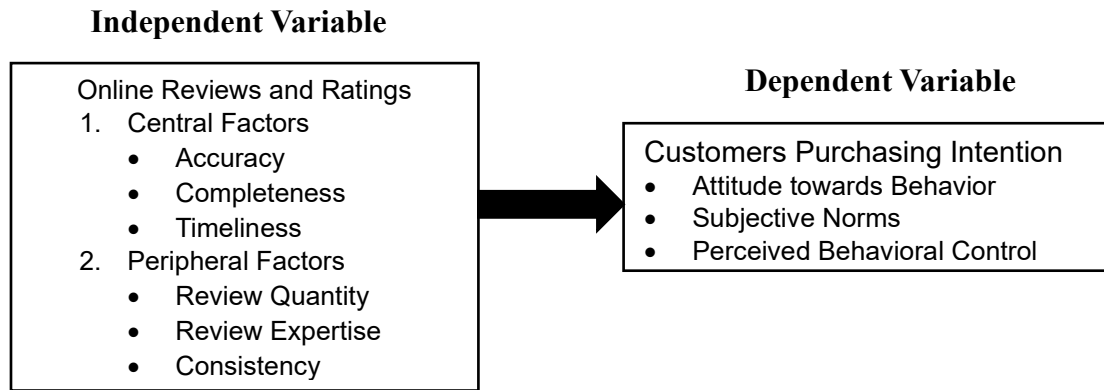 Independent Variable
Online Reviews and Ratings
1. Central Factors
• Accuracy
• Completeness
• Timeliness
2. Peripheral Factors
• Review Quantity
• Review Expertise
• Consistency
Dependent Variable
Customers Purchasing Intention
• Attitude towards Behavior
• Subjective Norms
• Perceived Behavioral Control